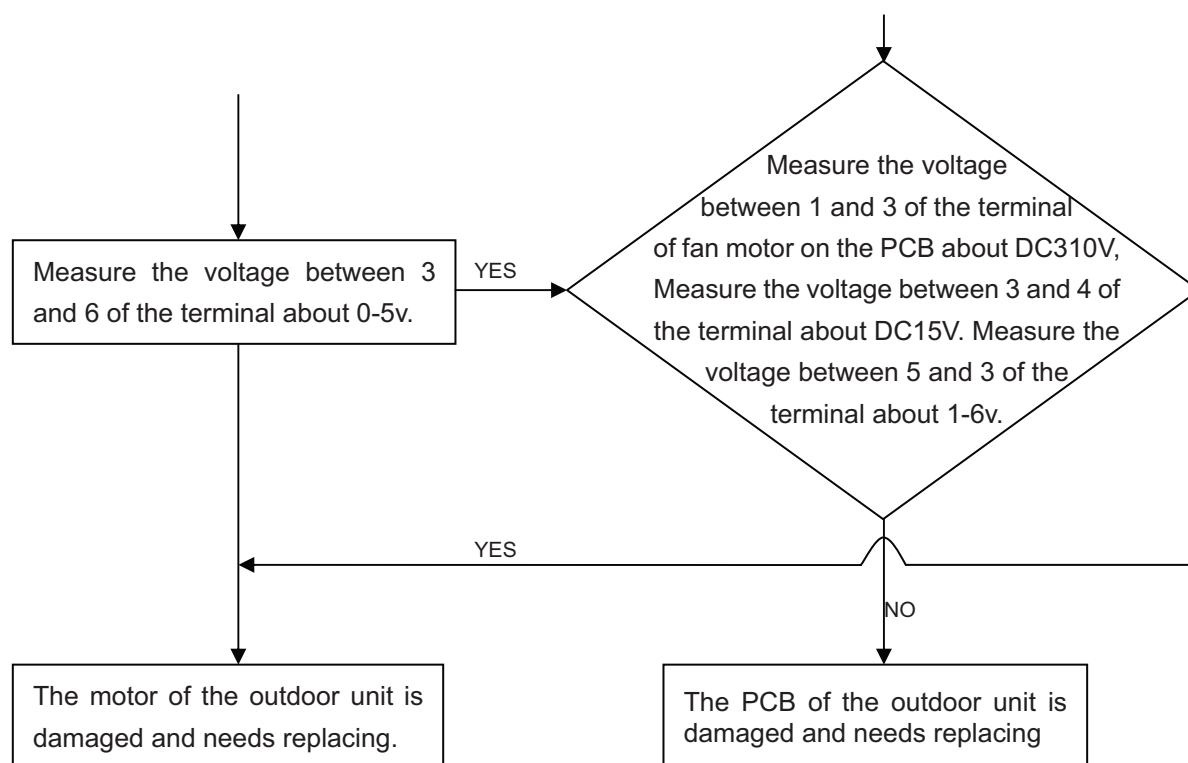 Measure the voltage
between 1 and 3 of the terminal
of fan motor on the PCB about DC310V,
Measure the voltage between 3 and 4 of
the terminal about DC15V. Measure the
voltage between 5 and 3 of the
terminal about 1-6v.
Measure the voltage between 3
and 6 of the terminal about 0-5v.
YES
YES
NO
The motor of the outdoor unit is
damaged and needs replacing.
The PCB of the outdoor unit is
damaged and needs replacing